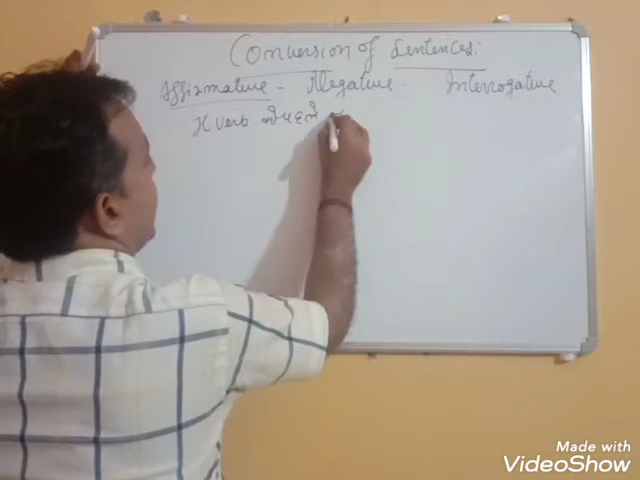 Conversion of Sentences:
Affirmative - Negative. Interrogative
H verb
Made with
VideoShow